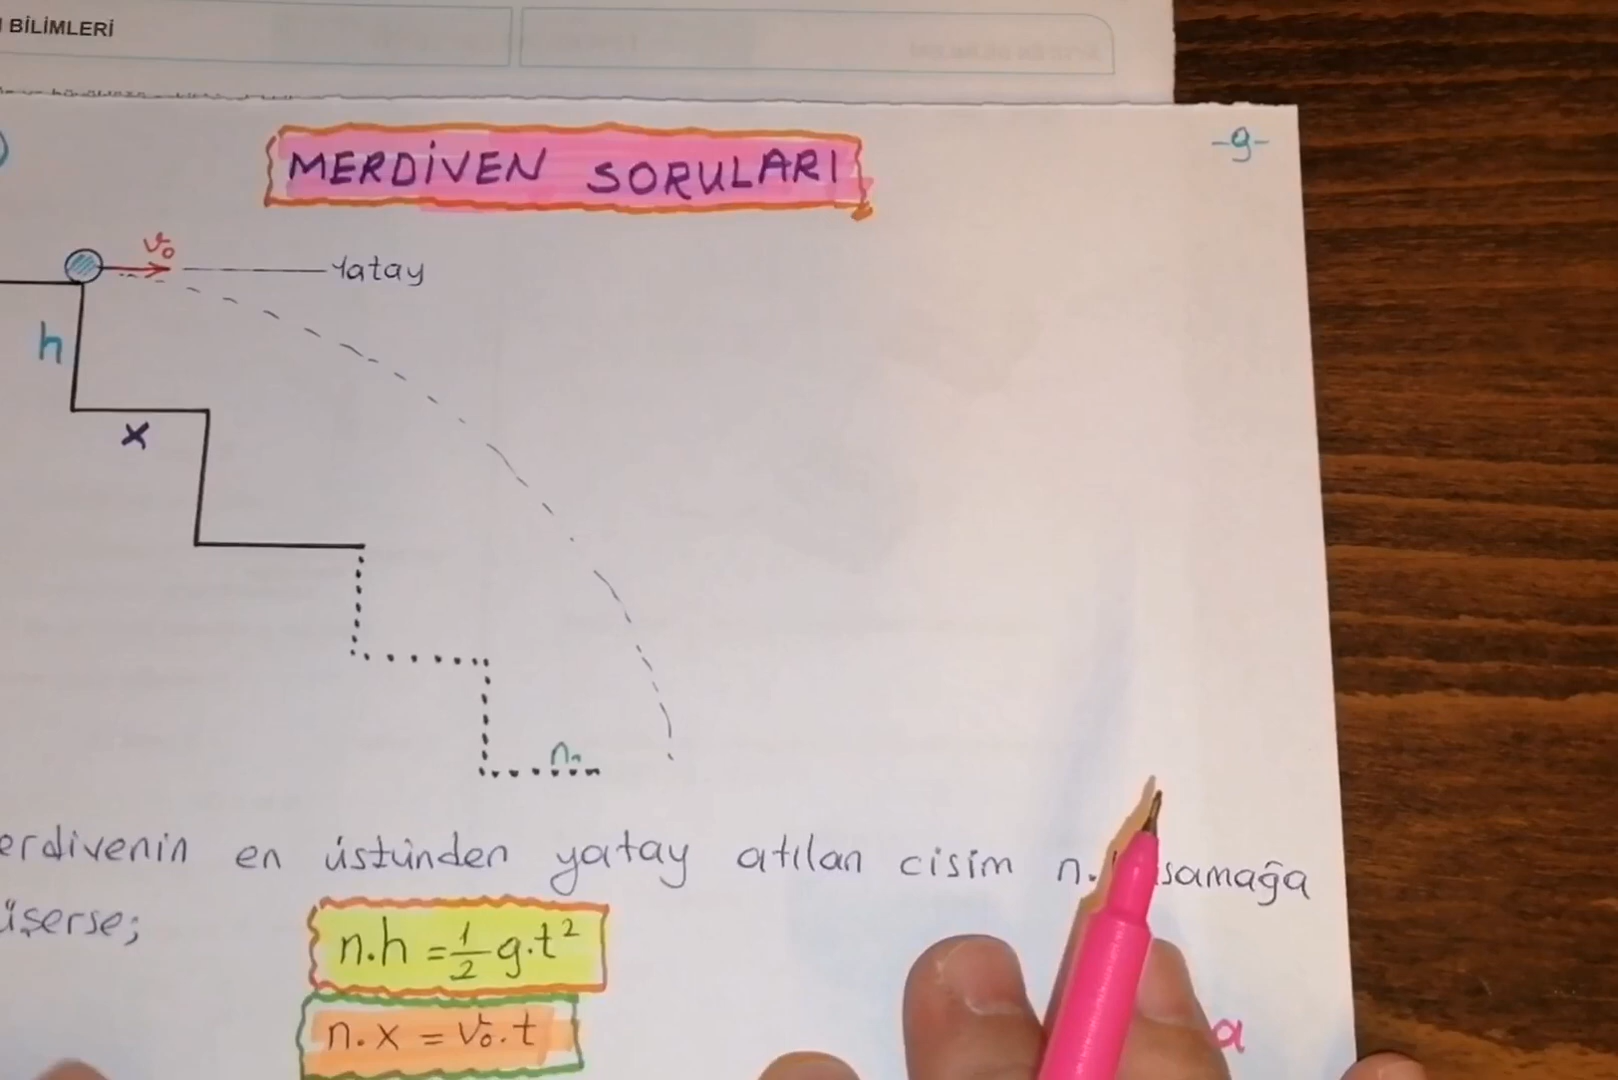 BİLİMLERİ
-9-
MERDİVEN SORULARI
v₀
Yatay
h
x
n.
erdivenin en üstünden yatay atılan cisim n. samağa
üşerse;
n.h = 1/2 g.t²
n.x = v₀.t
a